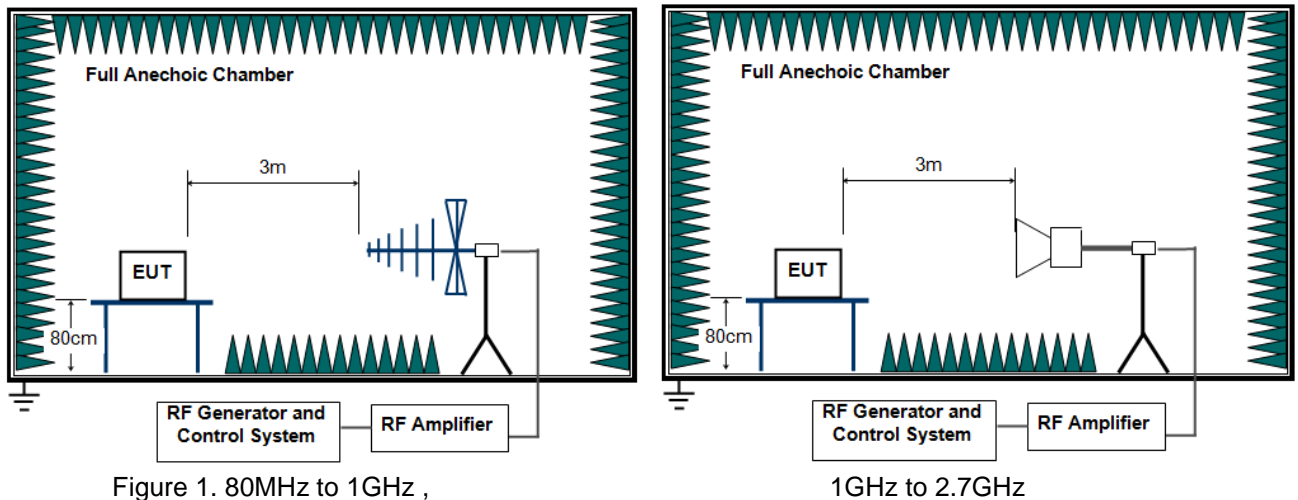 Full Anechoic Chamber
3m
EUT
80cm
RF Generator and
Control System
RF Amplifier
Full Anechoic Chamber
3m
EUT
80cm
RF Generator and
Control System
RF Amplifier
Figure 1. 80MHz to 1GHz ,
1GHz to 2.7GHz